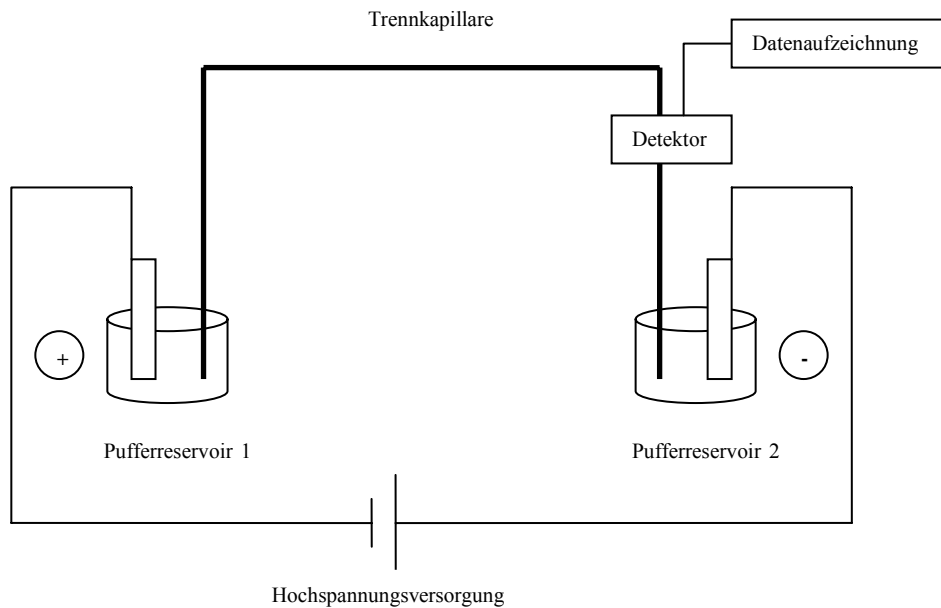 Trennkapillare
Datenaufzeichnung
Detektor
+
-
Pufferreservoir 1
Pufferreservoir 2
Hochspannungsversorgung